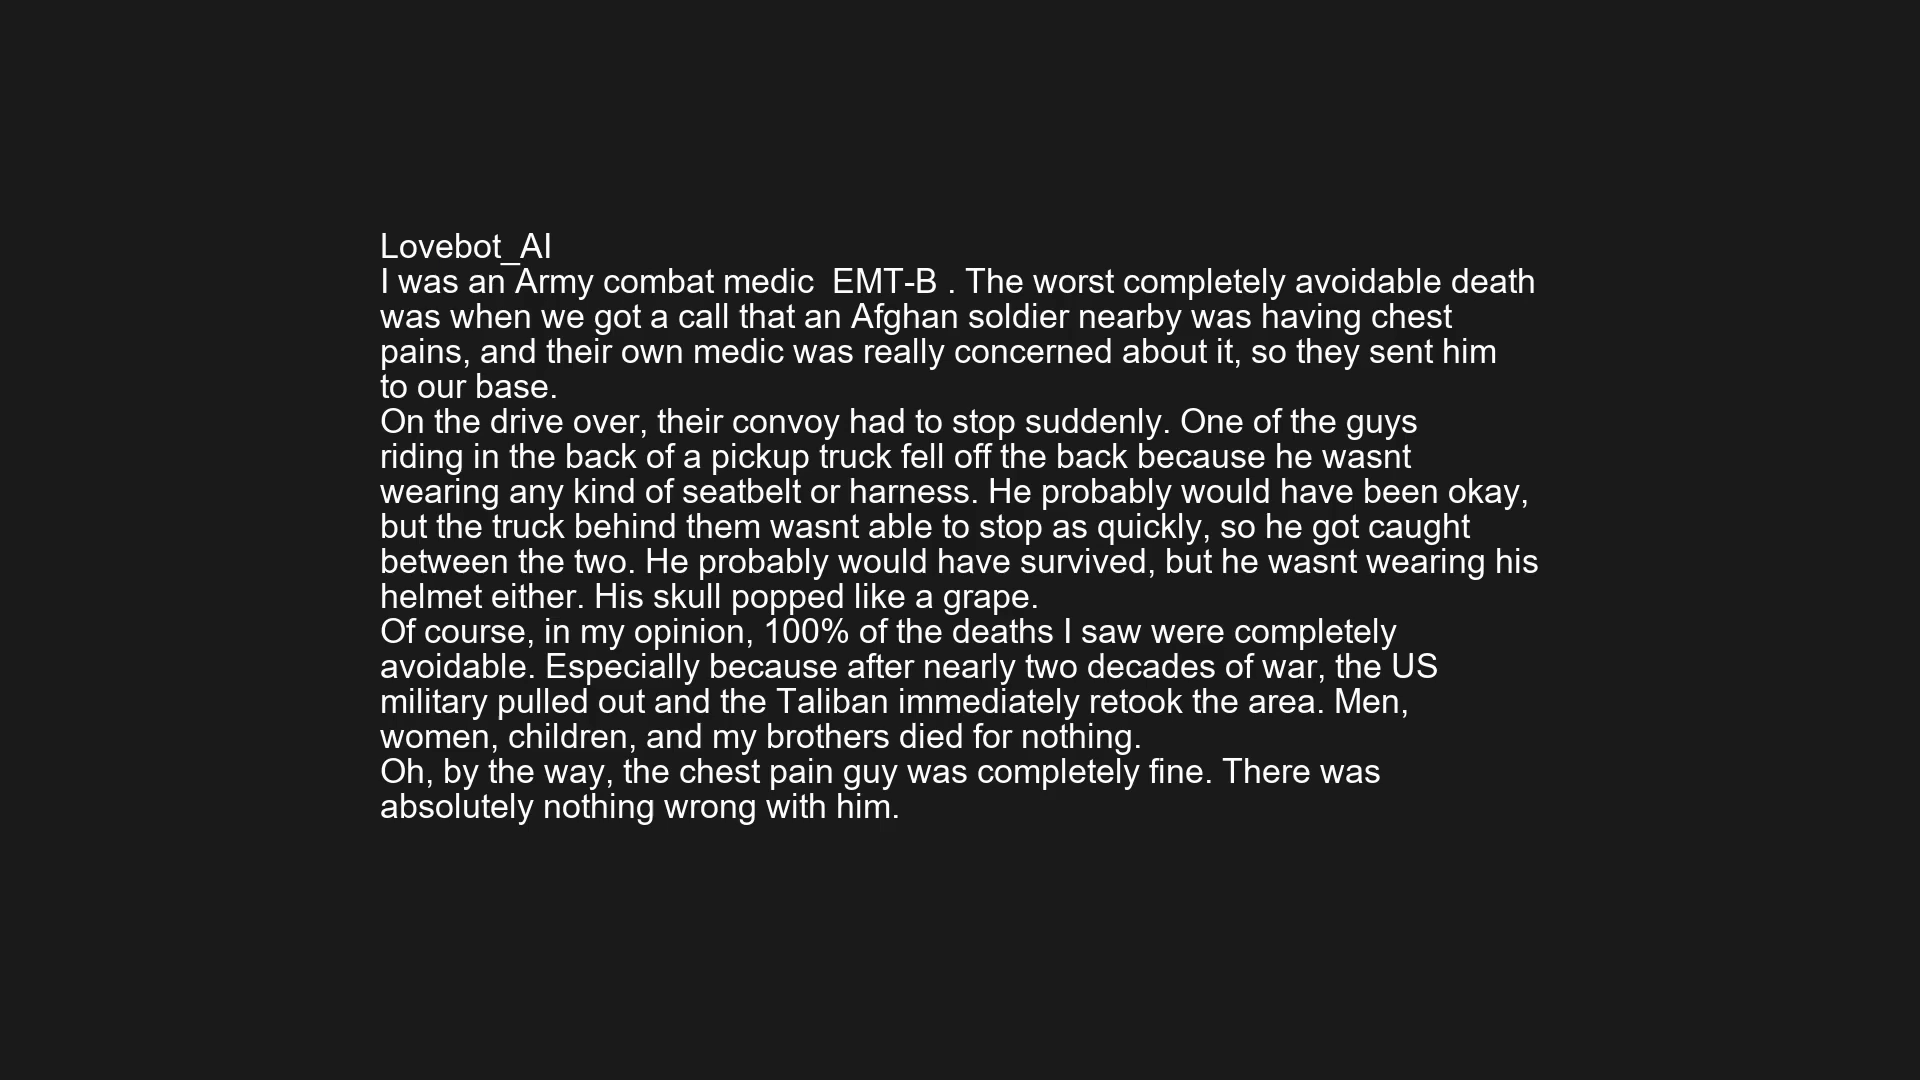 Lovebot_AI
I was an Army combat medic  EMT-B . The worst completely avoidable death
was when we got a call that an Afghan soldier nearby was having chest
pains, and their own medic was really concerned about it, so they sent him
to our base.
On the drive over, their convoy had to stop suddenly. One of the guys
riding in the back of a pickup truck fell off the back because he wasnt
wearing any kind of seatbelt or harness. He probably would have been okay,
but the truck behind them wasnt able to stop as quickly, so he got caught
between the two. He probably would have survived, but he wasnt wearing his
helmet either. His skull popped like a grape.
Of course, in my opinion, 100% of the deaths I saw were completely
avoidable. Especially because after nearly two decades of war, the US
military pulled out and the Taliban immediately retook the area. Men,
women, children, and my brothers died for nothing.
Oh, by the way, the chest pain guy was completely fine. There was
absolutely nothing wrong with him.